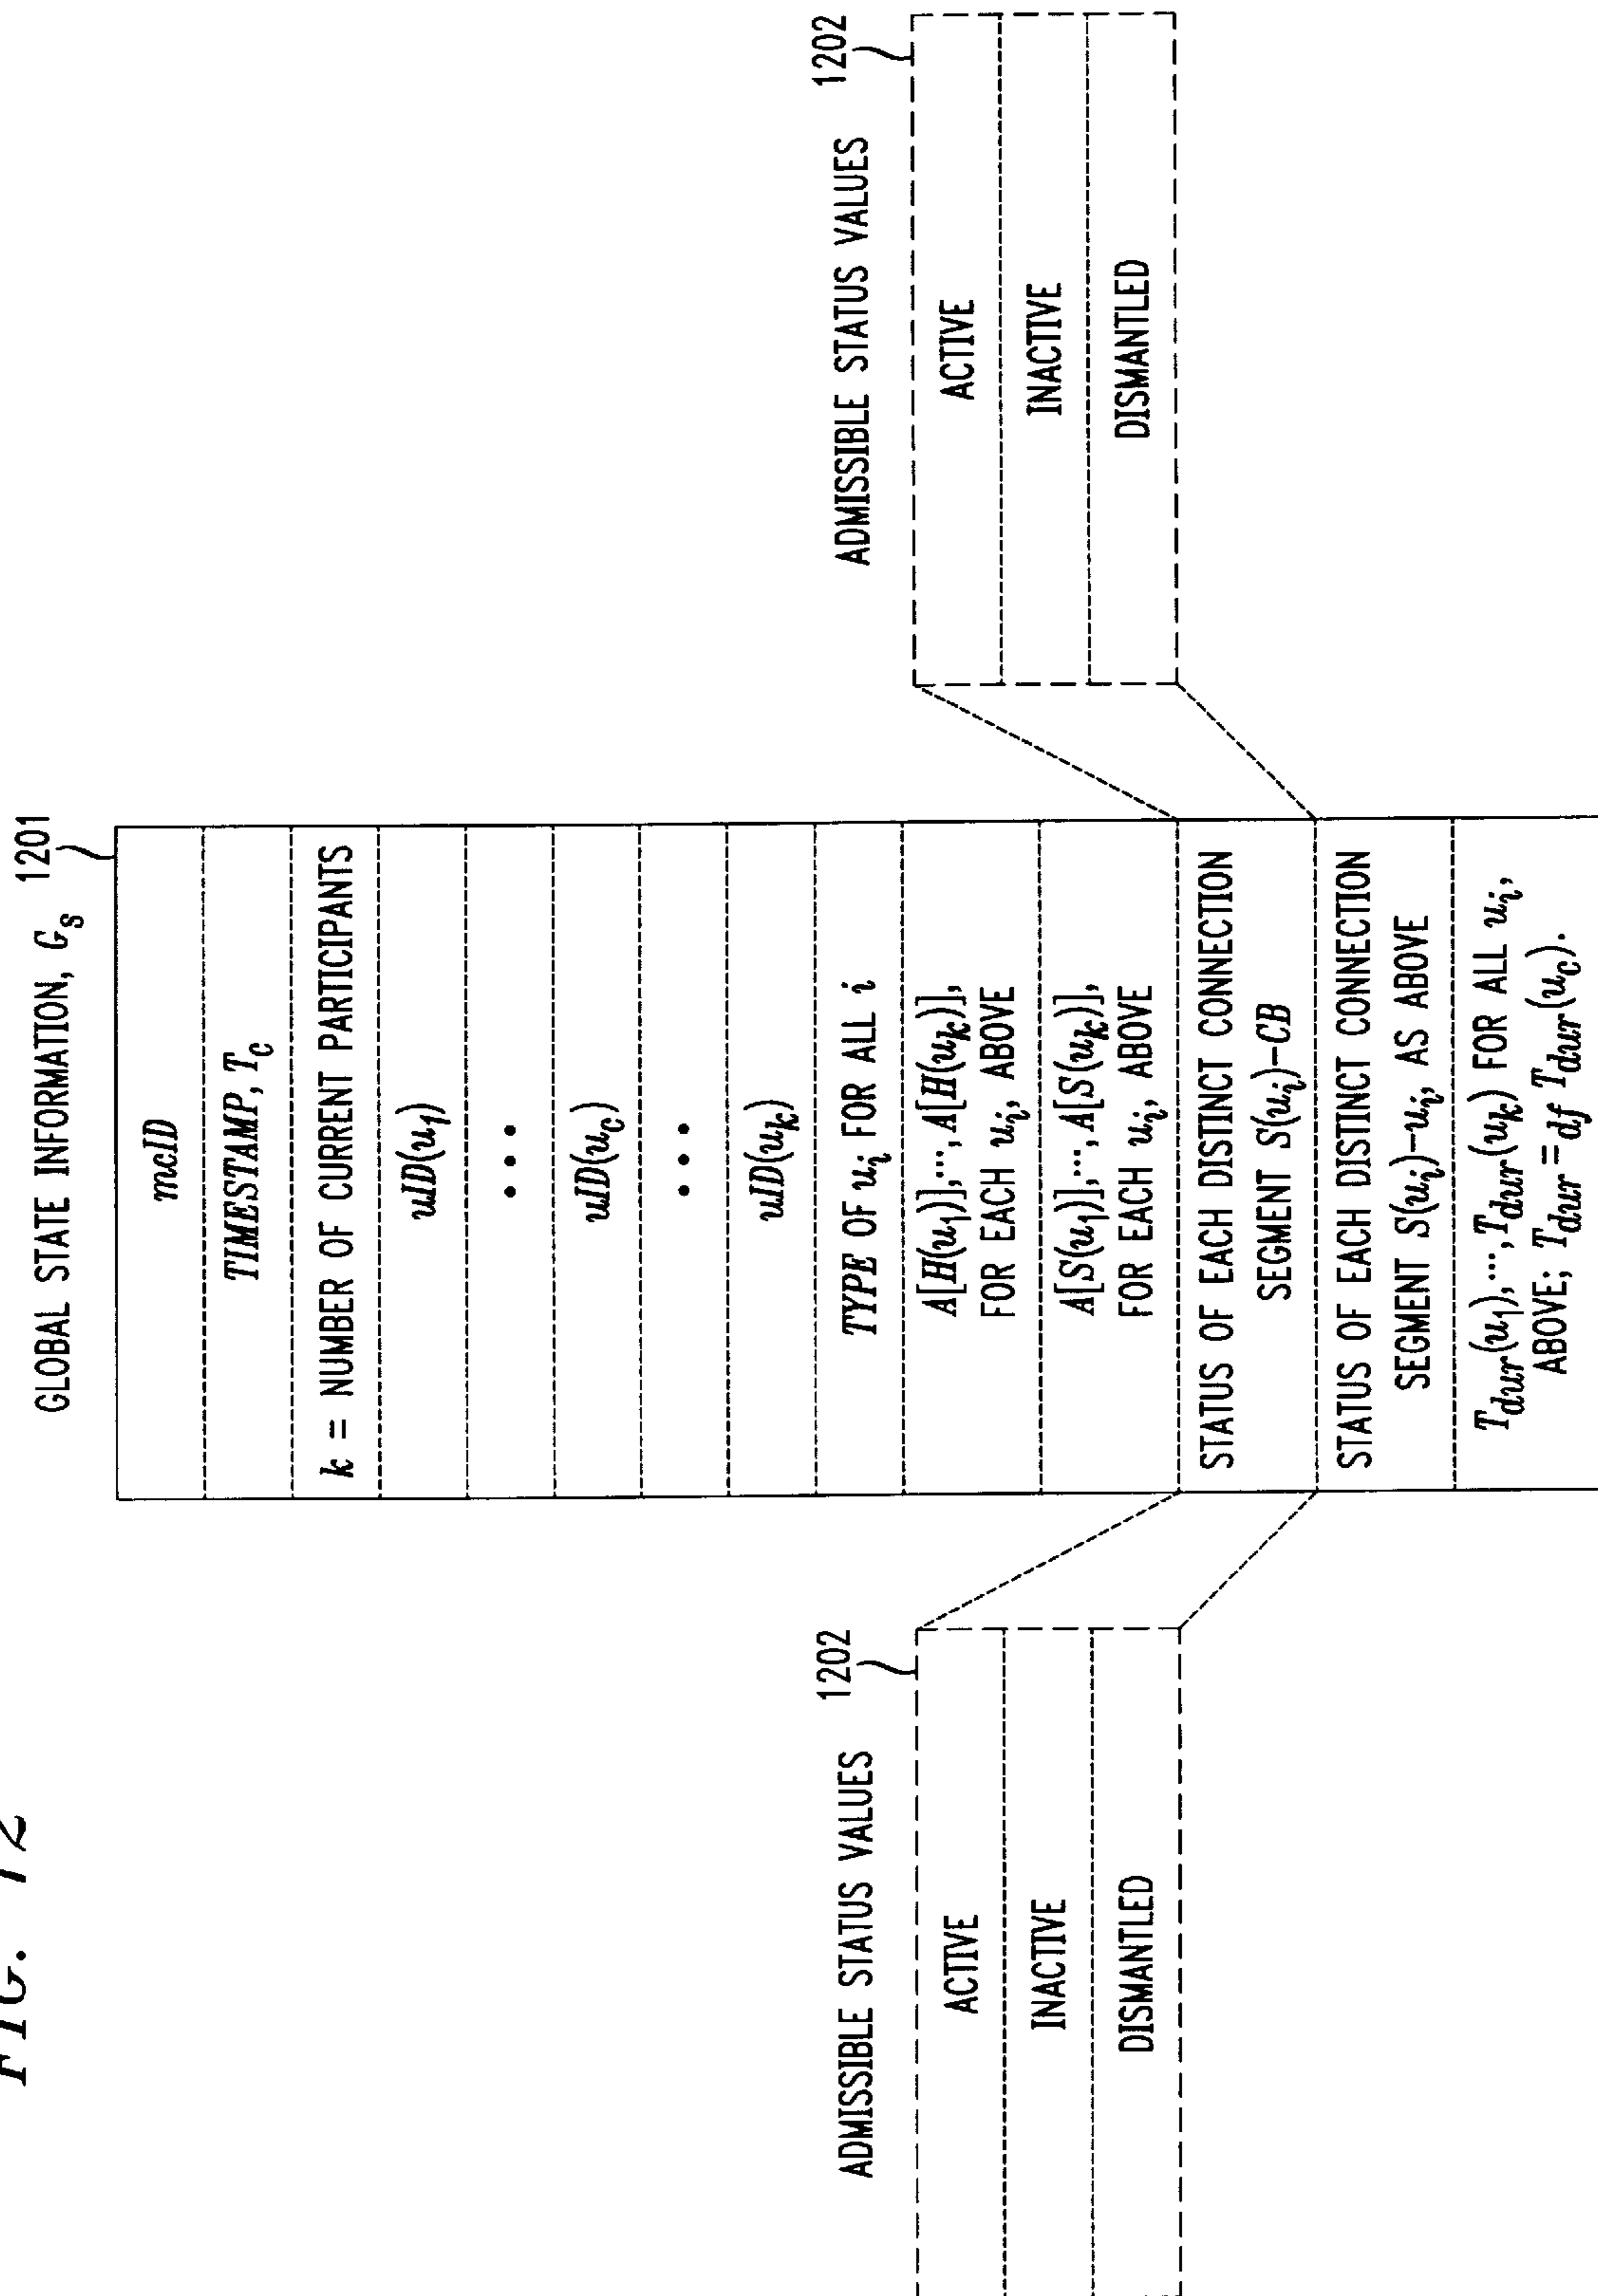 FIG. 12
GLOBAL STATE INFORMATION, G_s
1201
mcID
TIMESTAMP, T_c
k = NUMBER OF CURRENT PARTICIPANTS
uID(u_1)
•••
uID(u_c)
•••
uID(u_k)
TYPE OF u_i FOR ALL i
A[H(u_1)],···, A[H(u_k)],
FOR EACH u_i, ABOVE
A[S(u_1)],···, A[S(u_k)],
FOR EACH u_i, ABOVE
STATUS OF EACH DISTINCT CONNECTION
SEGMENT S(u_i)-CB
STATUS OF EACH DISTINCT CONNECTION
SEGMENT S(u_i)-u_i, AS ABOVE
T_dur(u_1),···, T_dur(u_k) FOR ALL u_i,
ABOVE; T_dur = df T_dur(u_c).
ADMISSIBLE STATUS VALUES
1202
ACTIVE
INACTIVE
DISMANTLED
ADMISSIBLE STATUS VALUES
1202
ACTIVE
INACTIVE
DISMANTLED